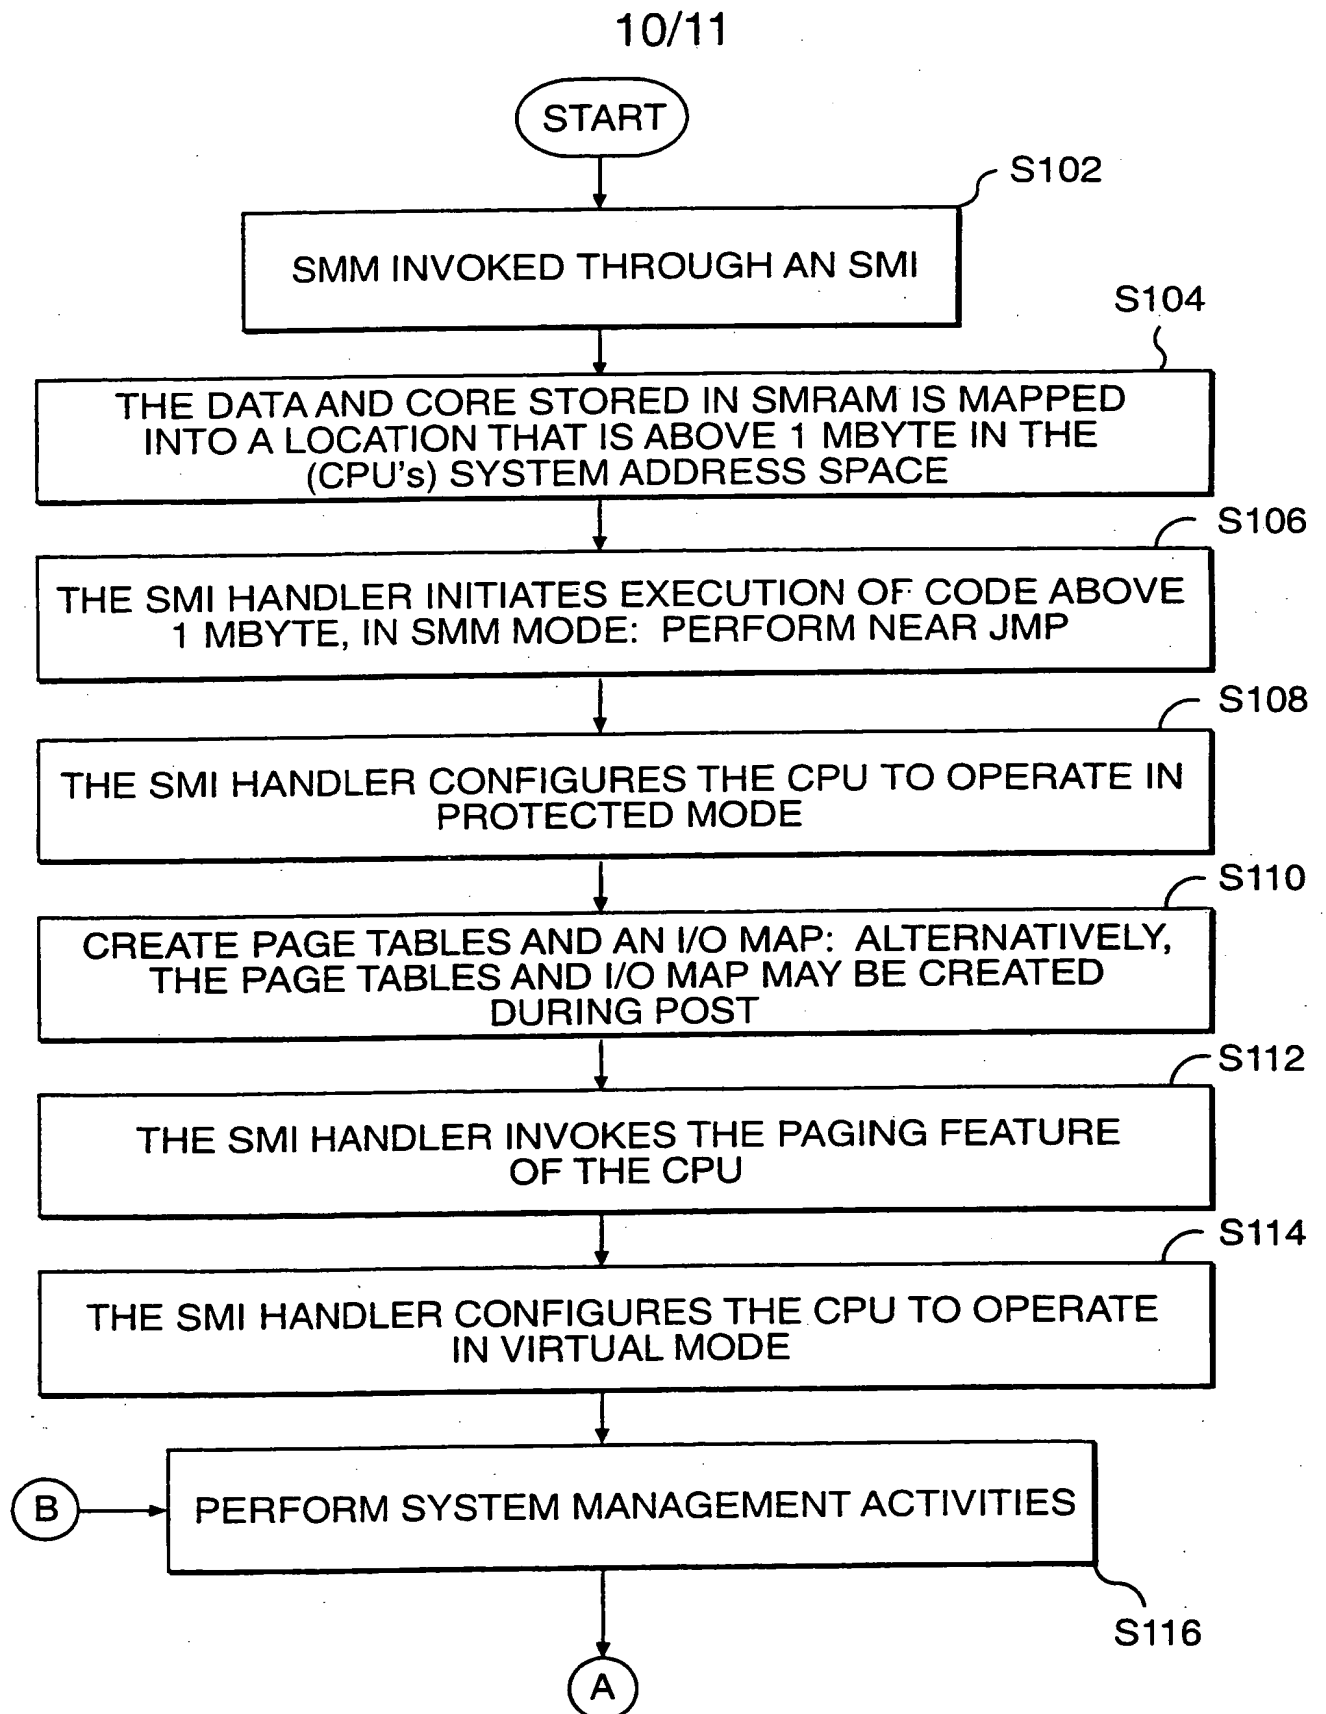 10/11
START
S102
SMM INVOKED THROUGH AN SMI
S104
THE DATA AND CORE STORED IN SMRAM IS MAPPED
INTO A LOCATION THAT IS ABOVE 1 MBYTE IN THE
(CPU's) SYSTEM ADDRESS SPACE
S106
THE SMI HANDLER INITIATES EXECUTION OF CODE ABOVE
1 MBYTE, IN SMM MODE: PERFORM NEAR JMP
S108
THE SMI HANDLER CONFIGURES THE CPU TO OPERATE IN
PROTECTED MODE
S110
CREATE PAGE TABLES AND AN I/O MAP: ALTERNATIVELY,
THE PAGE TABLES AND I/O MAP MAY BE CREATED
DURING POST
S112
THE SMI HANDLER INVOKES THE PAGING FEATURE
OF THE CPU
S114
THE SMI HANDLER CONFIGURES THE CPU TO OPERATE
IN VIRTUAL MODE
B
PERFORM SYSTEM MANAGEMENT ACTIVITIES
S116
A